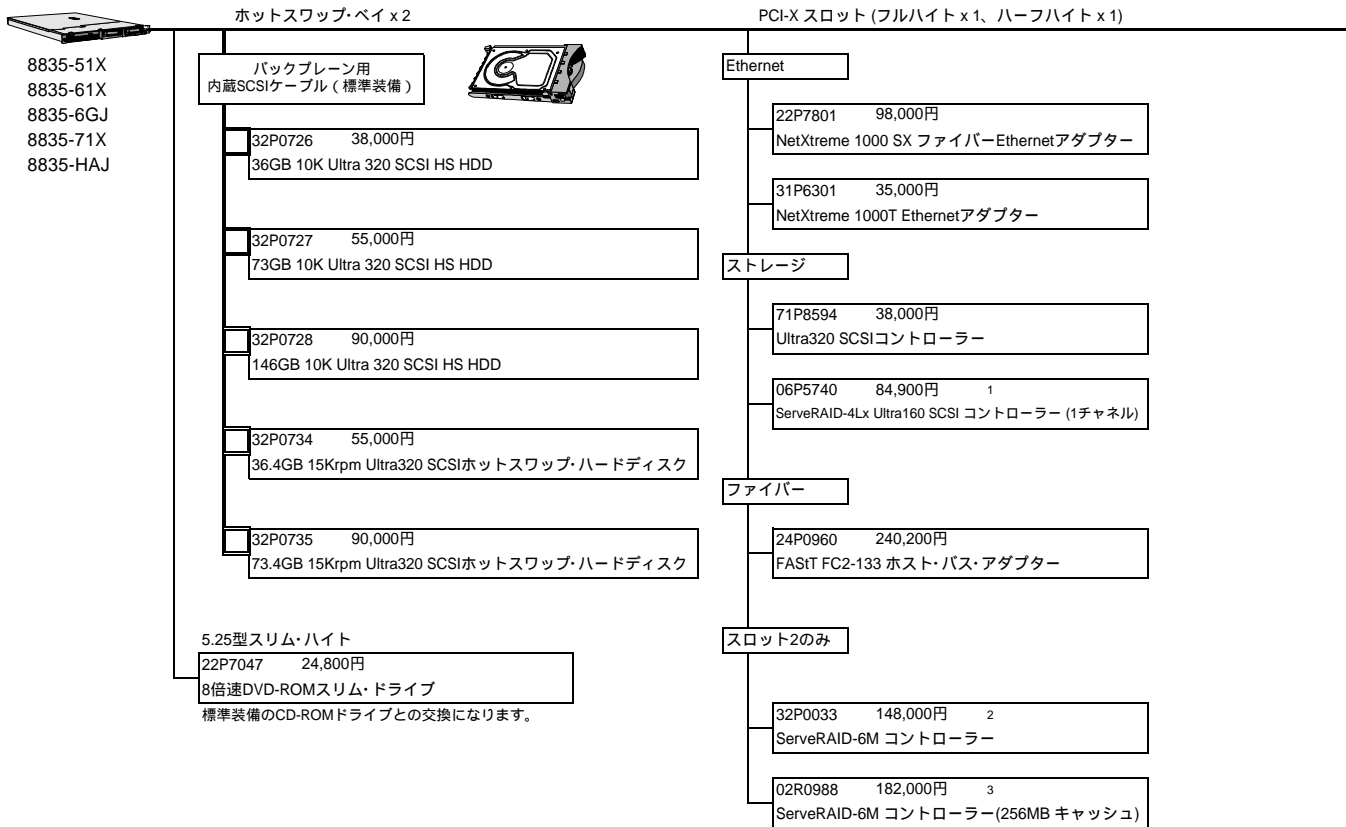 ホットスワップ・ベイ x 2
PCI-X スロット (フルハイト x 1、ハーフハイト x 1)
8835-51X
8835-61X
8835-6GJ
8835-71X
8835-HAJ
バックプレーン用
内蔵SCSIケーブル(標準装備)
32P0726 38,000円
36GB 10K Ultra 320 SCSI HS HDD
32P0727 55,000円
73GB 10K Ultra 320 SCSI HS HDD
32P0728 90,000円
146GB 10K Ultra 320 SCSI HS HDD
32P0734 55,000円
36.4GB 15Krpm Ultra320 SCSIホットスワップ・ハードディスク
32P0735 90,000円
73.4GB 15Krpm Ultra320 SCSIホットスワップ・ハードディスク
5.25型スリム・ハイト
22P7047 24,800円
8倍速DVD-ROMスリム・ドライブ
標準装備のCD-ROMドライブとの交換になります。
Ethernet
22P7801 98,000円
NetXtreme 1000 SX ファイバーEthernetアダプター
31P6301 35,000円
NetXtreme 1000T Ethernetアダプター
ストレージ
71P8594 38,000円
Ultra320 SCSIコントローラー
06P5740 84,900円 1
ServeRAID-4Lx Ultra160 SCSI コントローラー (1チャネル)
ファイバー
24P0960 240,200円
FAStT FC2-133 ホスト・バス・アダプター
スロット2のみ
32P0033 148,000円 2
ServeRAID-6M コントローラー
02R0988 182,000円 3
ServeRAID-6M コントローラー(256MB キャッシュ)